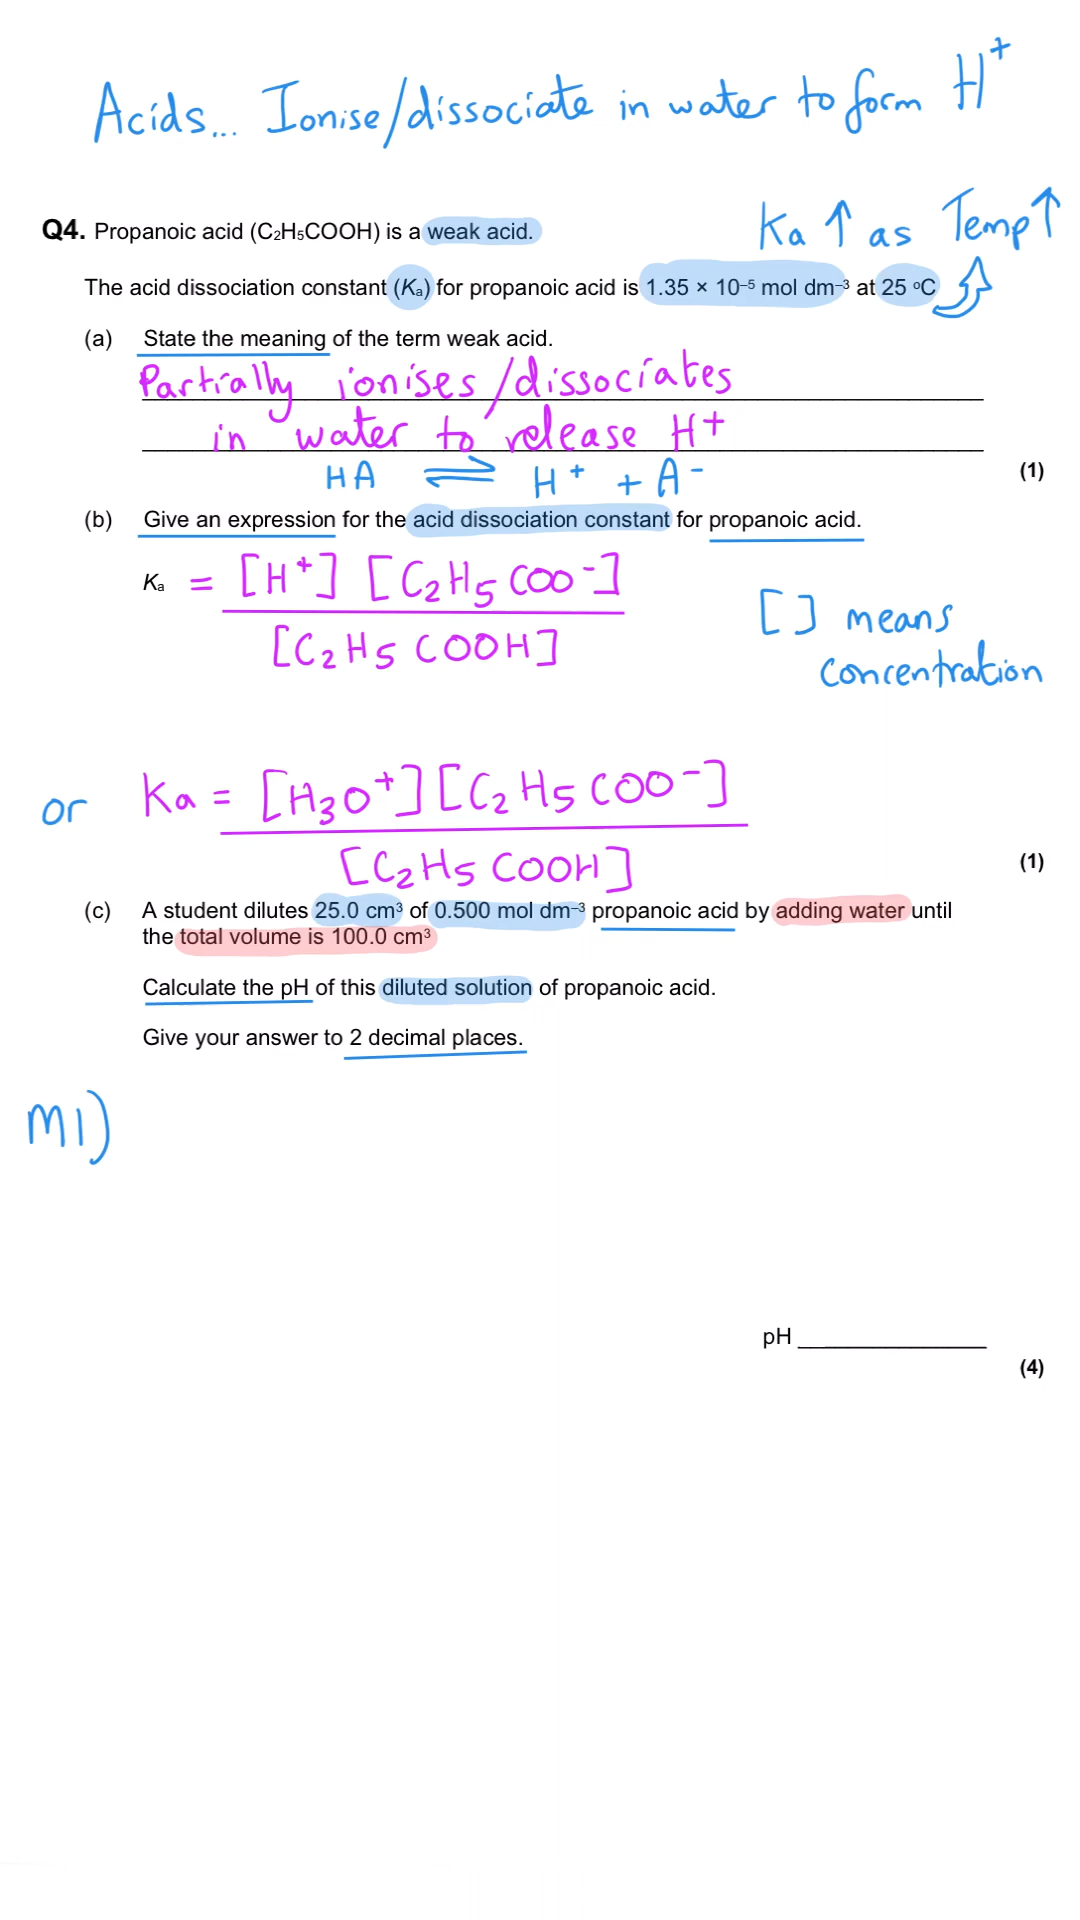 Acids... Ionise/dissociate in water to form H⁺
Q4. Propanoic acid (C₂H₅COOH) is a weak acid.
Ka ↑ as Temp ↑
The acid dissociation constant (Kₐ) for propanoic acid is 1.35 × 10⁻⁵ mol dm⁻³ at 25 ºC
(a) State the meaning of the term weak acid.
Partially ionises/dissociates
in water to release H⁺
HA ⇌ H⁺ + A⁻
(1)
(b) Give an expression for the acid dissociation constant for propanoic acid.
Kₐ = [H⁺] [C₂H₅COO⁻]
[C₂H₅COOH]
[ ] means
concentration
or Ka = [H₃O⁺][C₂H₅COO⁻]
[C₂H₅COOH]
(1)
(c) A student dilutes 25.0 cm³ of 0.500 mol dm⁻³ propanoic acid by adding water until
the total volume is 100.0 cm³
Calculate the pH of this diluted solution of propanoic acid.
Give your answer to 2 decimal places.
M1)
pH ________________
(4)